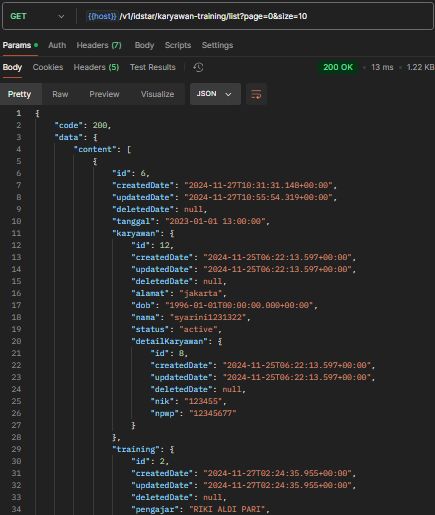 GET {{host}} /v1/idstar/karyawan-training/list?page=0&size=10
Params Auth Headers (7) Body Scripts Settings
Body Cookies Headers (5) Test Results 200 OK 13 ms 1.22 KB
Pretty Raw Preview Visualize JSON
1 {
2 "code": 200,
3 "data": {
4 "content": [
5 {
6 "id": 6,
7 "createdDate": "2024-11-27T10:31:31.148+00:00",
8 "updatedDate": "2024-11-27T10:55:54.319+00:00",
9 "deletedDate": null,
10 "tanggal": "2023-01-01 13:00:00",
11 "karyawan": {
12 "id": 12,
13 "createdDate": "2024-11-25T06:22:13.597+00:00",
14 "updatedDate": "2024-11-25T06:22:13.597+00:00",
15 "deletedDate": null,
16 "alamat": "jakarta",
17 "dob": "1996-01-01T00:00:00.000+00:00",
18 "nama": "syarini1231322",
19 "status": "active",
20 "detailKaryawan": {
21 "id": 8,
22 "createdDate": "2024-11-25T06:22:13.597+00:00",
23 "updatedDate": "2024-11-25T06:22:13.597+00:00",
24 "deletedDate": null,
25 "nik": "123455",
26 "npwp": "12345677"
27 }
28 },
29 "training": {
30 "id": 2,
31 "createdDate": "2024-11-27T02:24:35.955+00:00",
32 "updatedDate": "2024-11-27T02:24:35.955+00:00",
33 "deletedDate": null,
34 "pengajar": "RIKI ALDI PARI",